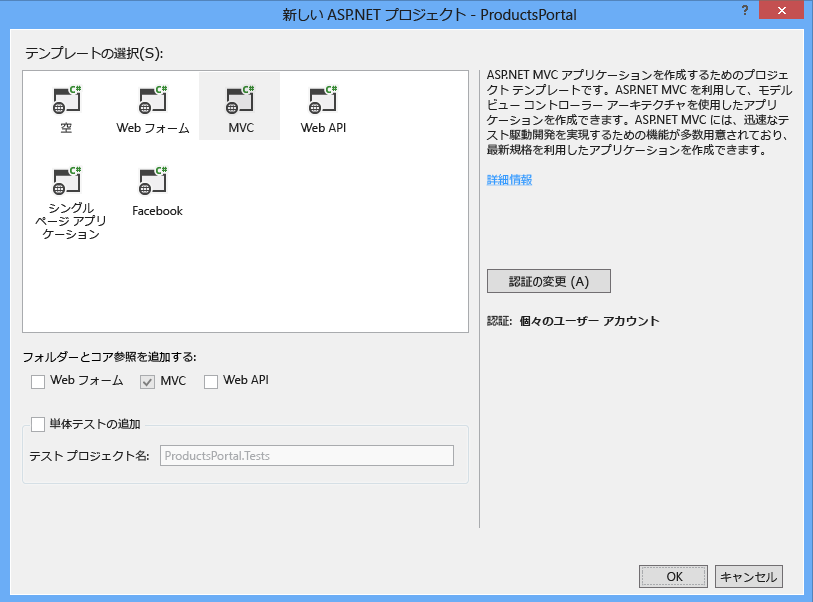 新しい ASP.NET プロジェクト - ProductsPortal
?
テンプレートの選択(S):
C#
C#
C#
C#
空
Web フォーム
MVC
Web API
C#
C#
シングル
ページ アプリ
ケーション
Facebook
フォルダーとコア参照を追加する:
Web フォーム
MVC
Web API
単体テストの追加
テスト プロジェクト名:
ProductsPortal.Tests
ASP.NET MVC アプリケーションを作成するためのプロジェ
クト テンプレートです。ASP.NET MVC を利用して、モデル
ビュー コントローラー アーキテクチャを使用したアプリ
ケーションを作成できます。ASP.NET MVC には、迅速なテ
スト駆動開発を実現するための機能が多数用意されており、
最新規格を利用したアプリケーションを作成できます。
詳細情報
認証の変更 (A)
認証: 個々のユーザー アカウント
OK
キャンセル